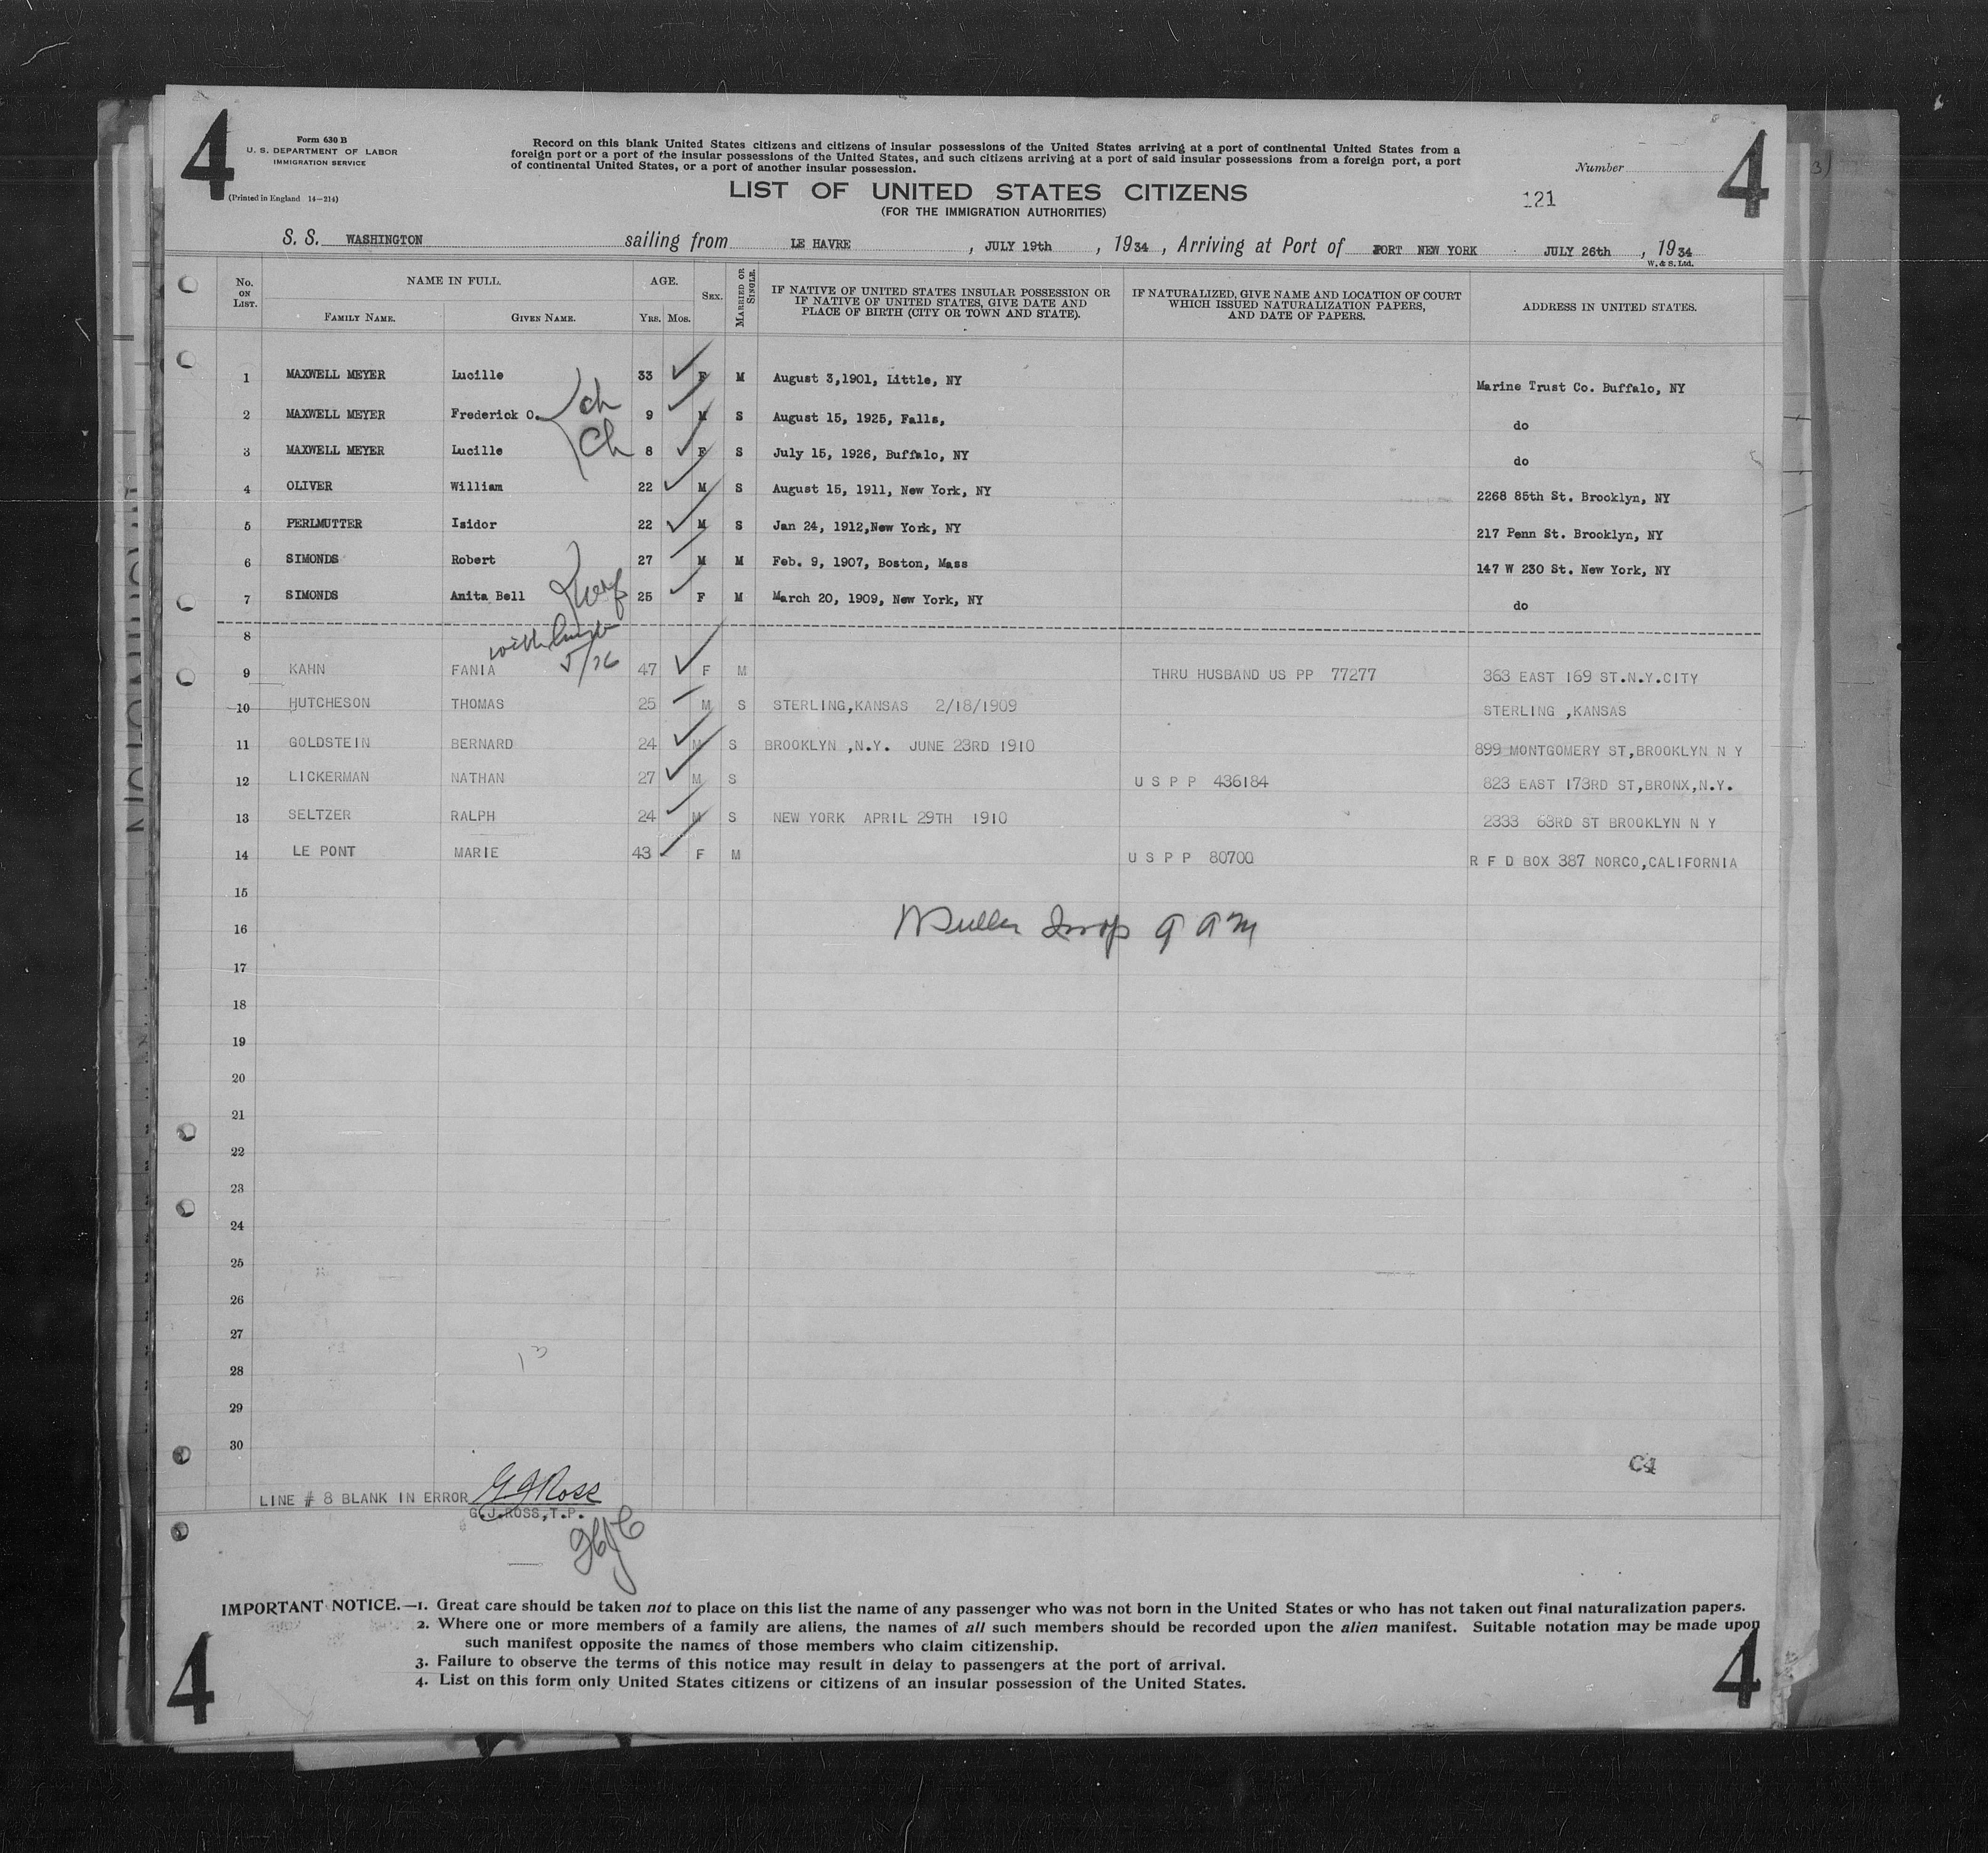 4
4
Form 630 B
U. S. DEPARTMENT OF LABOR
IMMIGRATION SERVICE
(Printed in England 14—214)
Record on this blank United States citizens and citizens of insular possessions of the United States arriving at a port of continental United States from a
foreign port or a port of the insular possessions of the United States, and such citizens arriving at a port of said insular possessions from a foreign port, a port
of continental United States, or a port of another insular possession.
Number
LIST OF UNITED STATES CITIZENS
(FOR THE IMMIGRATION AUTHORITIES)
121
S. S. WASHINGTON sailing from LE HAVRE, JULY 19th, 1934, Arriving at Port of PORT NEW YORK JULY 26th, 1934
W. & S. Ltd.
No. ON LIST. NAME IN FULL. FAMILY NAME. GIVEN NAME. AGE. YRS. MOS. SEX. MARRIED OR SINGLE. IF NATIVE OF UNITED STATES INSULAR POSSESSION OR IF NATIVE OF UNITED STATES, GIVE DATE AND PLACE OF BIRTH (CITY OR TOWN AND STATE). IF NATURALIZED, GIVE NAME AND LOCATION OF COURT WHICH ISSUED NATURALIZATION PAPERS, AND DATE OF PAPERS. ADDRESS IN UNITED STATES.
1 MAXWELL MEYER Lucille 33 F M August 3,1901, Little, NY Marine Trust Co. Buffalo, NY
2 MAXWELL MEYER Frederick O. ch 9 M S August 15, 1925, Falls, do
3 MAXWELL MEYER Lucille Ch 8 F S July 15, 1926, Buffalo, NY do
4 OLIVER William 22 M S August 15, 1911, New York, NY 2268 85th St. Brooklyn, NY
5 PERLMUTTER Isidor 22 M S Jan 24, 1912,New York, NY 217 Penn St. Brooklyn, NY
6 SIMONDS Robert 27 M M Feb. 9, 1907, Boston, Mass 147 W 230 St. New York, NY
7 SIMONDS Anita Bell wf 25 F M March 20, 1909, New York, NY do
8
with
9 KAHN FANIA 47 F M THRU HUSBAND US PP 77277 363 EAST 169 ST.N.Y.CITY
10 HUTCHESON THOMAS 25 M S STERLING,KANSAS 2/18/1909 STERLING ,KANSAS
11 GOLDSTEIN BERNARD 24 M S BROOKLYN ,N.Y. JUNE 23RD 1910 899 MONTGOMERY ST,BROOKLYN N Y
12 LICKERMAN NATHAN 27 M S U S P P 436184 823 EAST 173RD ST,BRONX,N.Y.
13 SELTZER RALPH 24 M S NEW YORK APRIL 29TH 1910 2333 63RD ST BROOKLYN N Y
14 LE PONT MARIE 43 F M U S P P 80700 R F D BOX 387 NORCO,CALIFORNIA
15
16
17
18
19
20
21
22
23
24
25
26
27
13
28
29
30
C4
LINE # 8 BLANK IN ERROR G J Ross
G.J.ROSS,T.P.
IMPORTANT NOTICE.—1. Great care should be taken not to place on this list the name of any passenger who was not born in the United States or who has not taken out final naturalization papers.
2. Where one or more members of a family are aliens, the names of all such members should be recorded upon the alien manifest. Suitable notation may be made upon
such manifest opposite the names of those members who claim citizenship.
3. Failure to observe the terms of this notice may result in delay to passengers at the port of arrival.
4. List on this form only United States citizens or citizens of an insular possession of the United States.
4
4